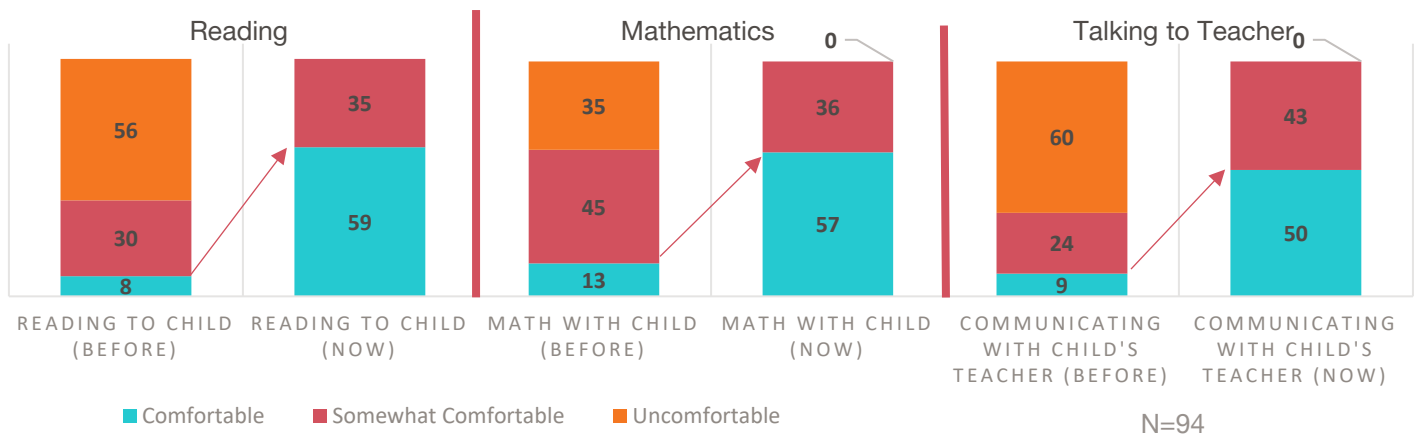 Reading
Mathematics
Talking to Teacher
0
0
56
30
8
35
59
35
45
13
36
57
60
24
9
43
50
READING TO CHILD
(BEFORE)
READING TO CHILD
(NOW)
MATH WITH CHILD
(BEFORE)
MATH WITH CHILD
(NOW)
COMMUNICATING
WITH CHILD'S
TEACHER (BEFORE)
COMMUNICATING
WITH CHILD'S
TEACHER (NOW)
Comfortable
Somewhat Comfortable
Uncomfortable
N=94